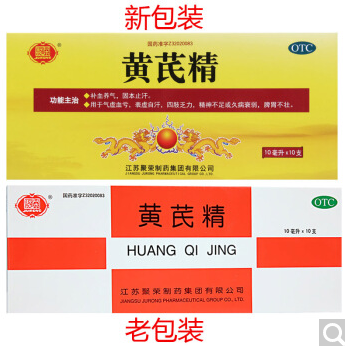 新包装
国药准字Z32020083
OTC
聚荣
JURONG
黄芪精
功能主治
·补血养气，固本止汗。
·用于气虚血亏，表虚自汗，四肢乏力，精神不足或久病衰弱，脾胃不壮。
江苏聚荣制药集团有限公司
10毫升×10支
国药准字Z32020083
OTC
聚荣
JURONG
黄芪精
10毫升×10支
HUANG QI JING
江苏聚荣制药集团有限公司
JIANGSU JURONG PHARMACEUTICAL GROUP CO.,LTD.
老包装